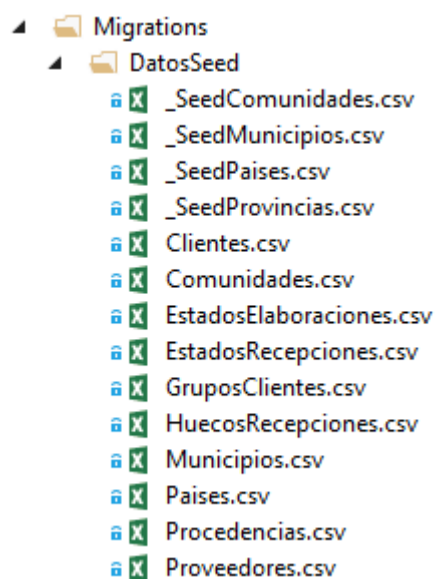 Migrations
DatosSeed
_SeedComunidades.csv
_SeedMunicipios.csv
_SeedPaises.csv
_SeedProvincias.csv
Clientes.csv
Comunidades.csv
EstadosElaboraciones.csv
EstadosRecepciones.csv
GruposClientes.csv
HuecosRecepciones.csv
Municipios.csv
Paises.csv
Procedencias.csv
Proveedores.csv